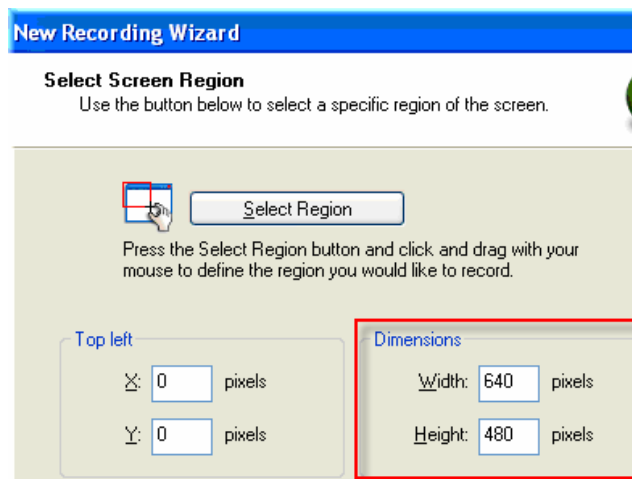 New Recording Wizard
Select Screen Region
Use the button below to select a specific region of the screen.
Select Region
Press the Select Region button and click and drag with your
mouse to define the region you would like to record.
Top left
X: 0 pixels
Y: 0 pixels
Dimensions
Width: 640 pixels
Height: 480 pixels